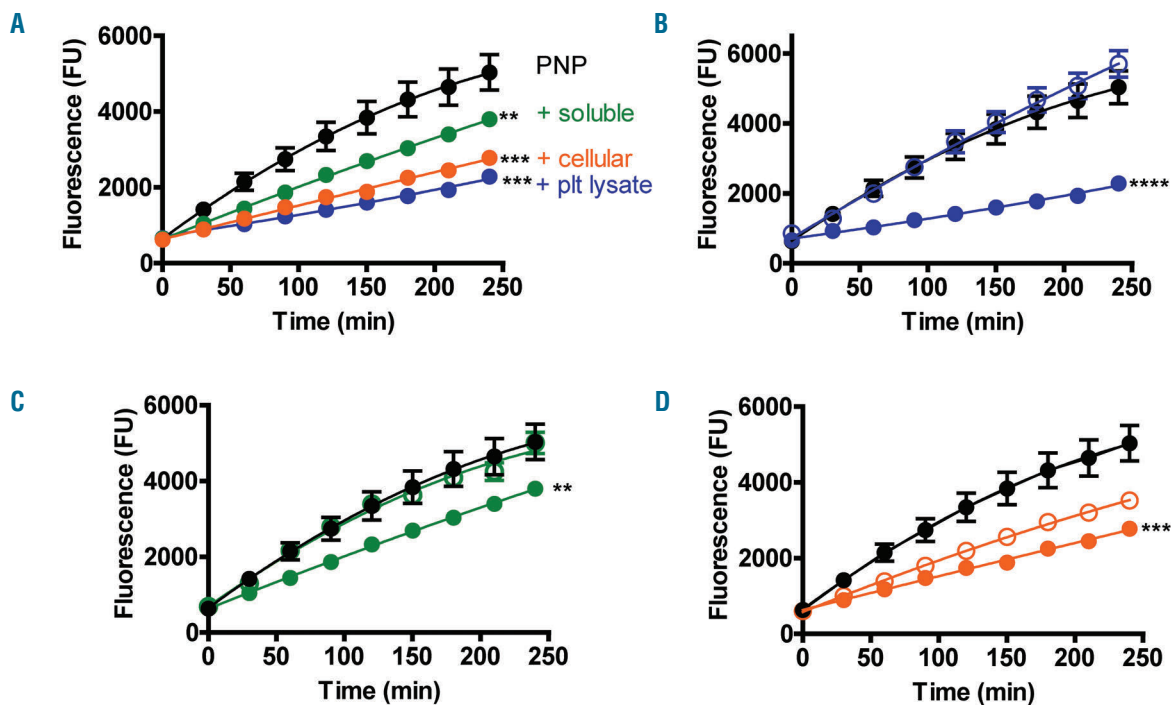 A
Fluorescence (FU)
6000
4000
2000
0
0 50 100 150 200 250
Time (min)
PNP
** + soluble
*** + cellular
*** + plt lysate
B
Fluorescence (FU)
6000
4000
2000
0
0 50 100 150 200 250
Time (min)
****
C
Fluorescence (FU)
6000
4000
2000
0
0 50 100 150 200 250
Time (min)
**
D
Fluorescence (FU)
6000
4000
2000
0
0 50 100 150 200 250
Time (min)
***